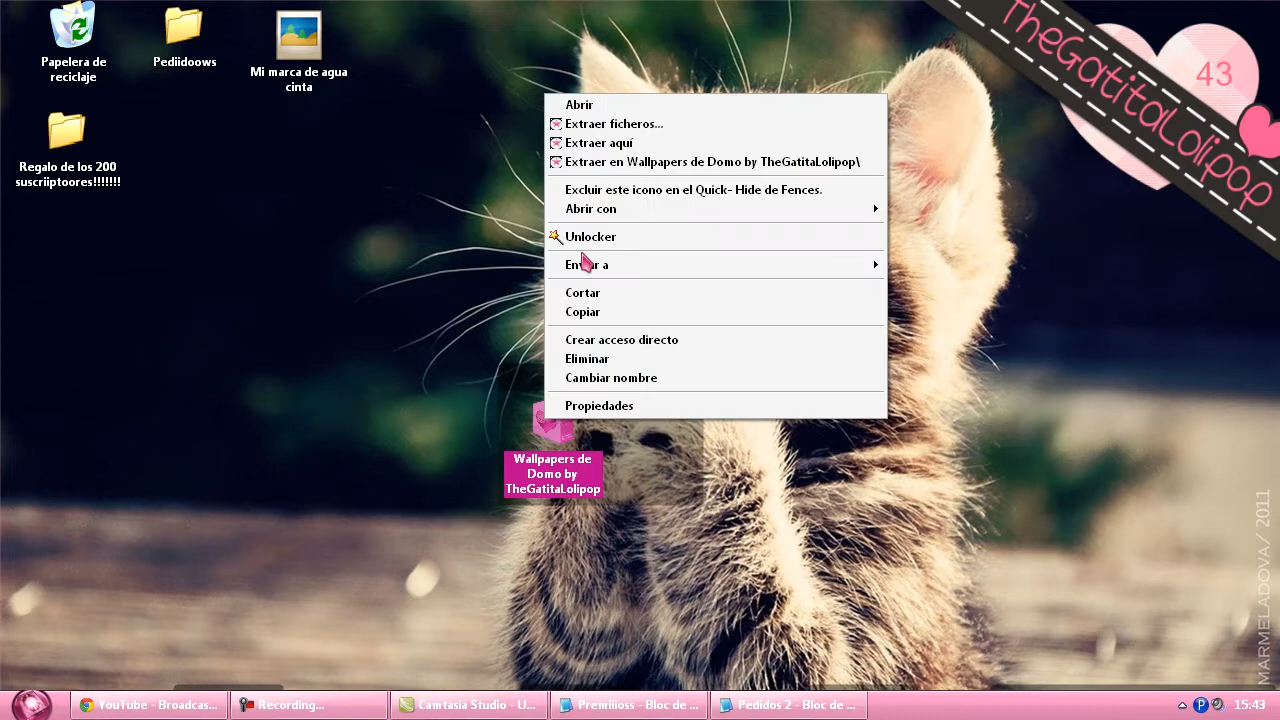 Papelera de
reciclaje
Pediidoows
Mi marca de agua
cinta
Regalo de los 200
suscriiptoores!!!!!!!
TheGatitaLolipop
43
Abrir
Extraer ficheros...
Extraer aquí
Extraer en Wallpapers de Domo by TheGatitaLolipop\
Excluir este icono en el Quick- Hide de Fences.
Abrir con
Unlocker
Enviar a
Cortar
Copiar
Crear acceso directo
Eliminar
Cambiar nombre
Propiedades
Wallpapers de
Domo by
TheGatitaLolipop
MARMELADOVA/ 2011
YouTube - Broadcas...
Recording...
Camtasia Studio - U...
Premiiioss - Bloc de ...
Pedidos 2 - Bloc de ...
P
15:43